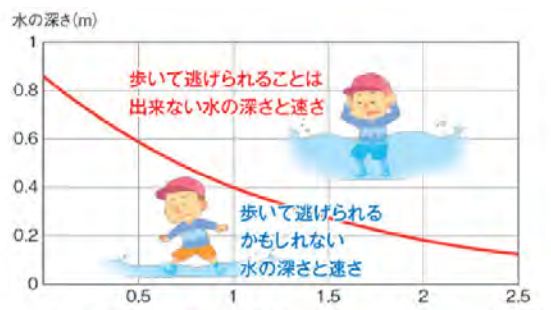 水の深さ(m)
1
0.8
0.6
0.4
0.2
0
歩いて逃げられることは
出来ない水の深さと速さ
歩いて逃げられる
かもしれない
水の深さと速さ
0.5
1
1.5
2
2.5